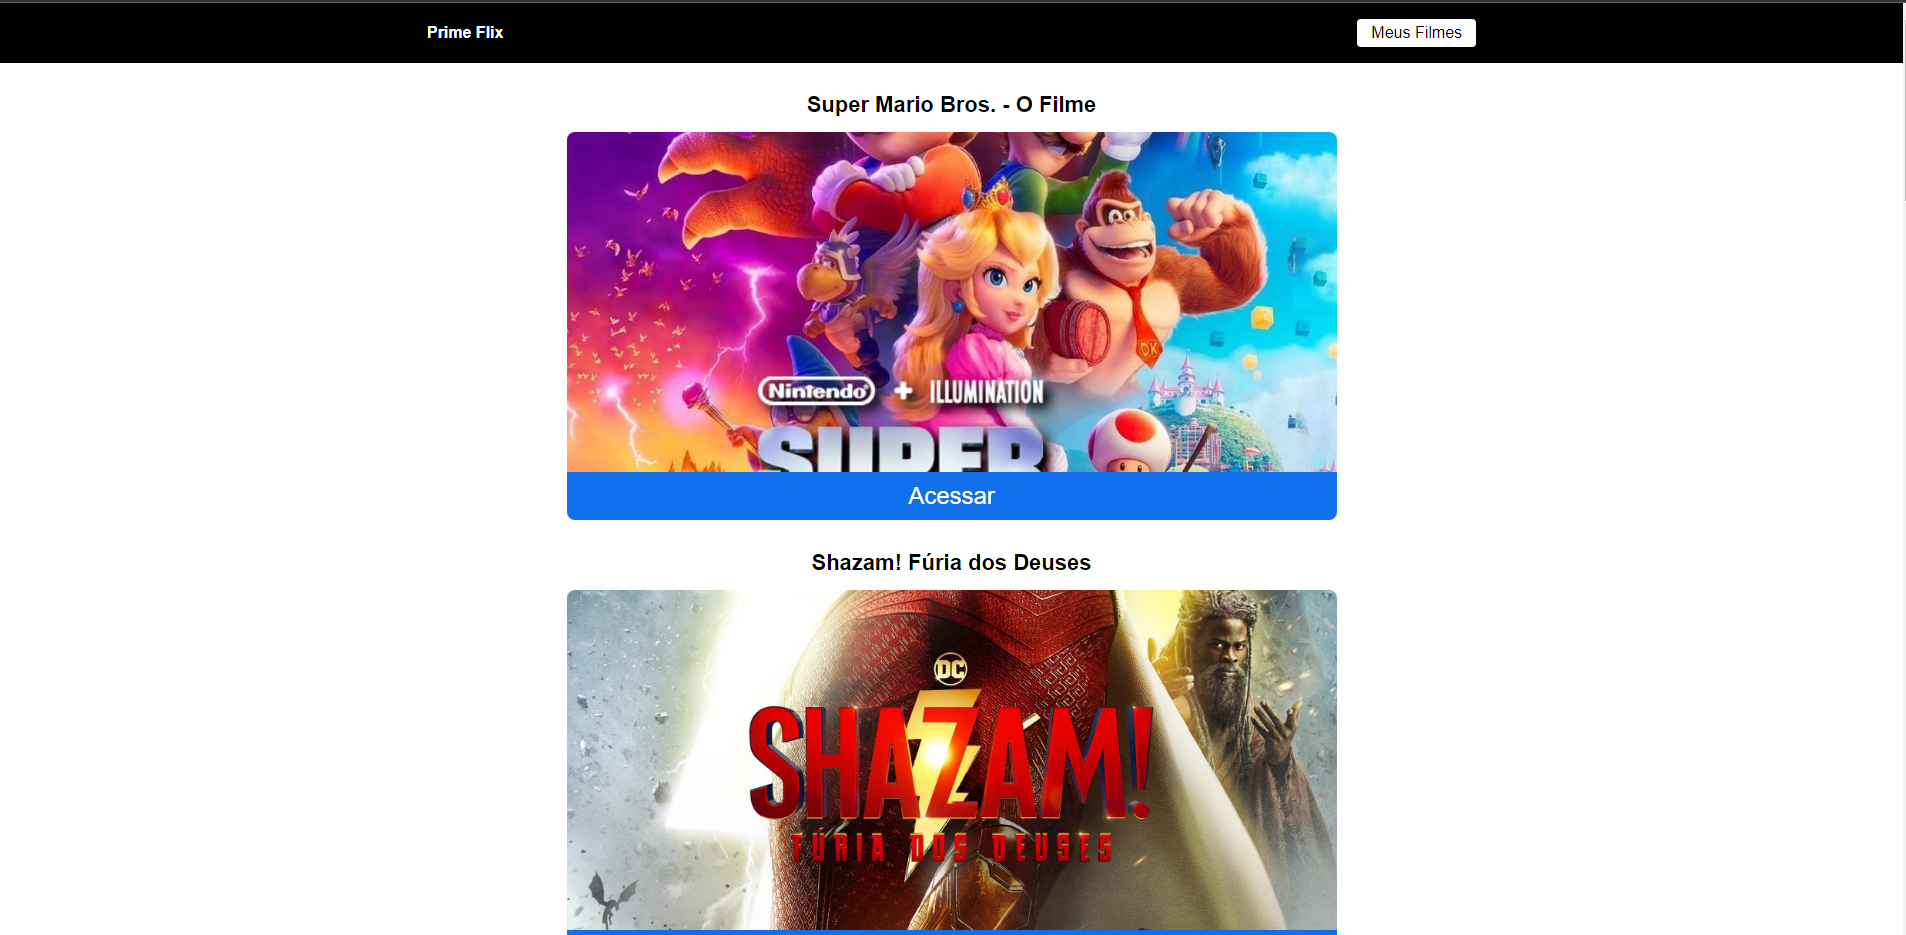 Prime Flix
Meus Filmes
Super Mario Bros. - O Filme
DK
Nintendo + ILLUMINATION
SUPER
Acessar
Shazam! Fúria dos Deuses
DC
SHAZAM!
FÚRIA DOS DEUSES